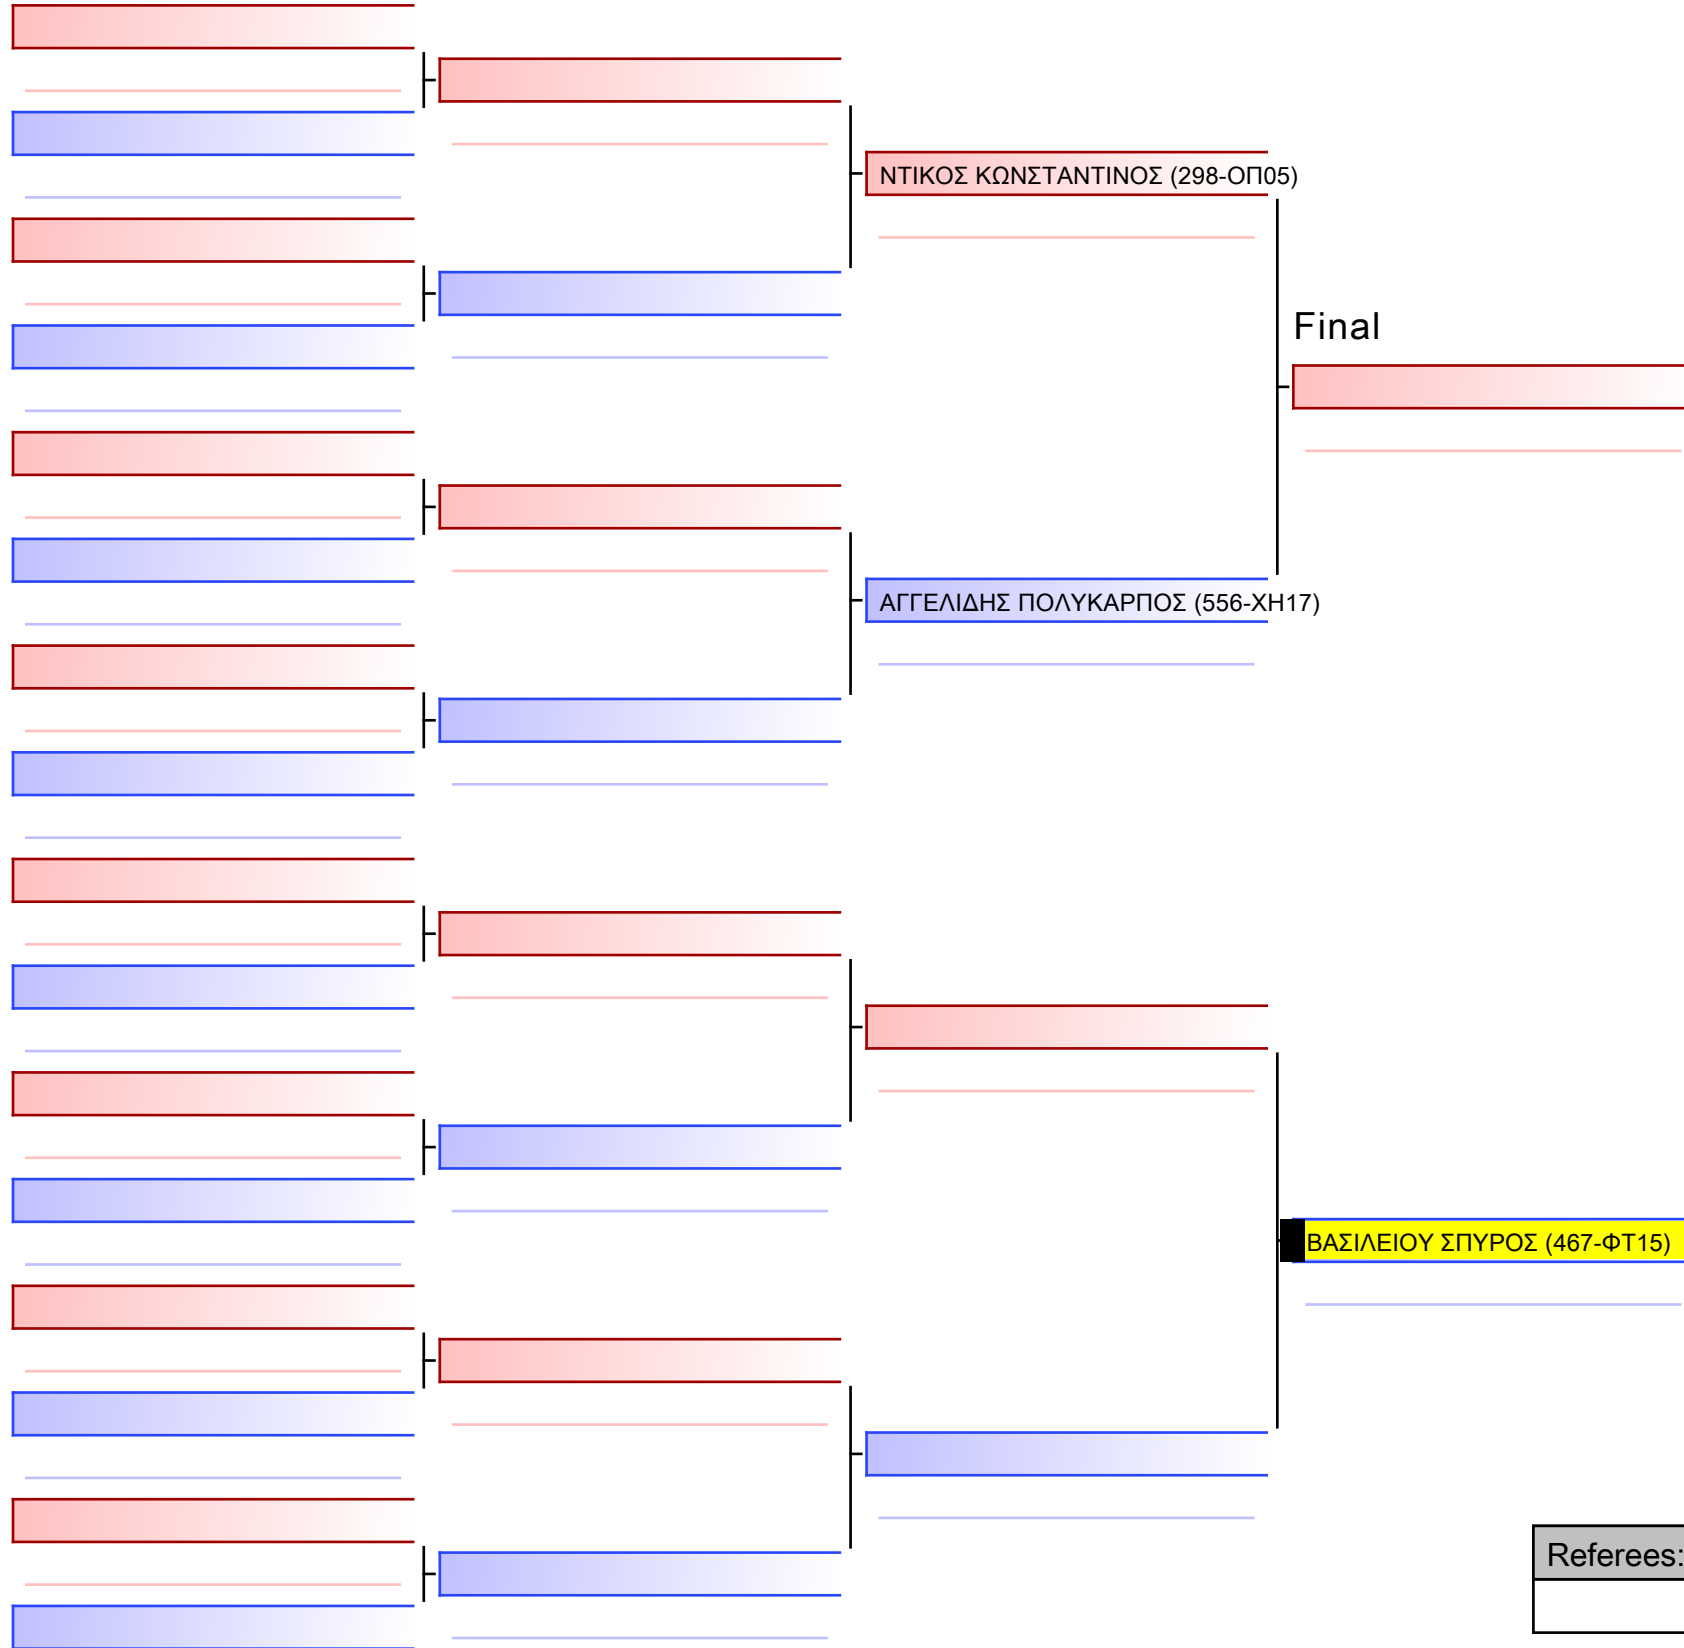 ΝΤΙΚΟΣ ΚΩΝΣΤΑΝΤΙΝΟΣ (298-ΟΠ05)
Final
ΑΓΓΕΛΙΔΗΣ ΠΟΛΥΚΑΡΠΟΣ (556-ΧΗ17)
ΒΑΣΙΛΕΙΟΥ ΣΠΥΡΟΣ (467-ΦΤ15)
Referees: